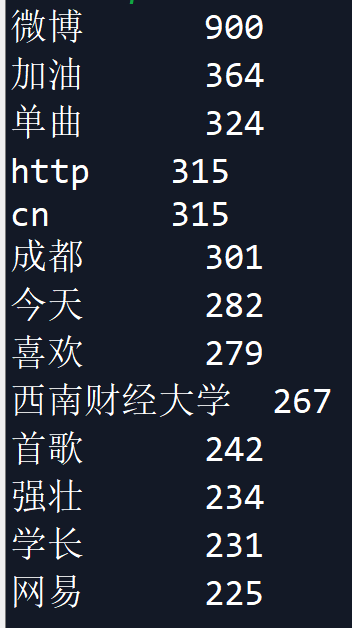 微博 900
加油 364
单曲 324
http 315
cn 315
成都 301
今天 282
喜欢 279
西南财经大学 267
首歌 242
强壮 234
学长 231
网易 225